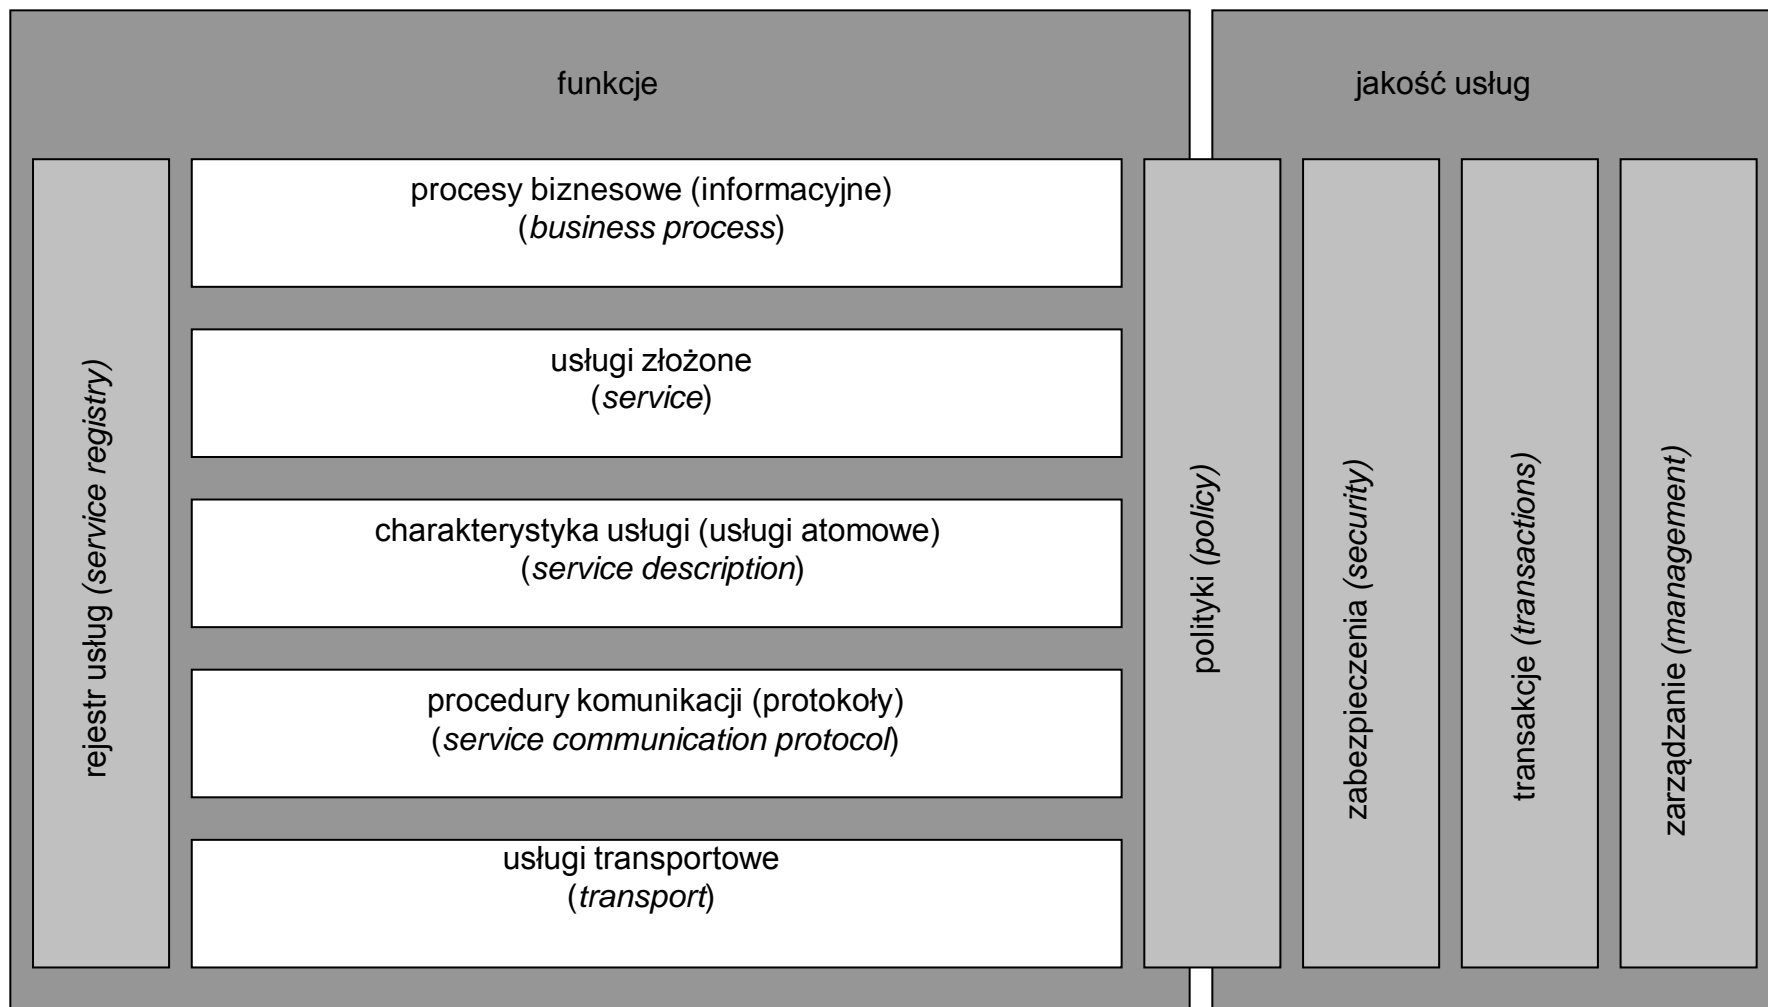 funkcje
jakość usług
rejestr usług (service registry)
procesy biznesowe (informacyjne)
(business process)
usługi złożone
(service)
charakterystyka usługi (usługi atomowe)
(service description)
procedury komunikacji (protokoły)
(service communication protocol)
usługi transportowe
(transport)
polityki (policy)
zabezpieczenia (security)
transakcje (transactions)
zarządzanie (management)